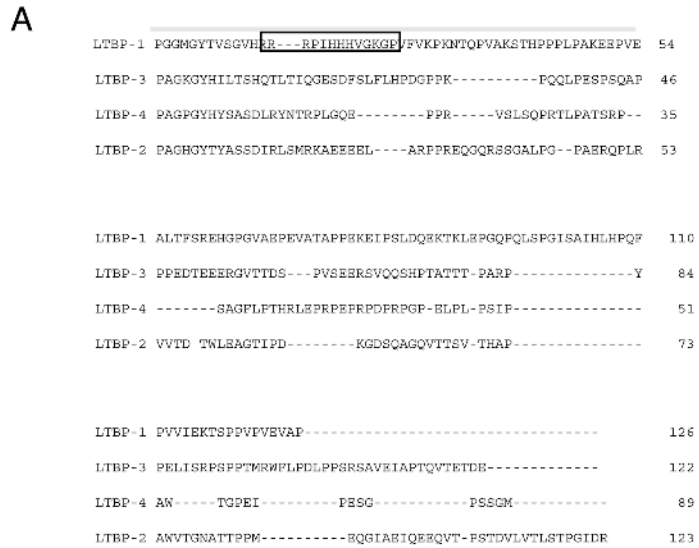 A
LTBP-1 PGGMGYTVSGVHRR---RPIHHHVGKGPVFVKPKNTQPVAKSTHPPPLPAKEEPVE 54
LTBP-3 PAGKGYHILTSHQTLTIQGESDFSLFLHPDGPPK----------PQQLPESPSQAP 46
LTBP-4 PAGPGYHYSASDLRYNTRPLGQE--------PPR-----VSLSQPRTLPATSRP-- 35
LTBP-2 PAGHGYTYASSDIRLSMRKAEEEEL----ARPPREQGQRSSGALPG--PAERQPLR 53
LTBP-1 ALTFSREHGPGVAEPEVATAPPEKEIPSLDQEKTKLEPGQPQLSPGISAIHLHPQF 110
LTBP-3 PPEDTEEERGVTTDS---PVSEERSVQQSHPTATTT-PARP--------------Y 84
LTBP-4 -------SAGFLPTHRLEPRPEPRPDPRPGP-ELPL-PSIP--------------- 51
LTBP-2 VVTD TWLEAGTIPD--------KGDSQAGQVTTSV-THAP--------------- 73
LTBP-1 PVVIEKTSPPVPVEVAP---------------------------------- 126
LTBP-3 PELISRPSPPTMRWFLPDLPPSRSAVEIAPTQVTETDE------------- 122
LTBP-4 AW-----TGPEI---------PESG-----------PSSGM----------- 89
LTBP-2 AWVTGNATTPPM----------EQGIAEIQEEQVT-PSTDVLVTLSTPGIDR 123